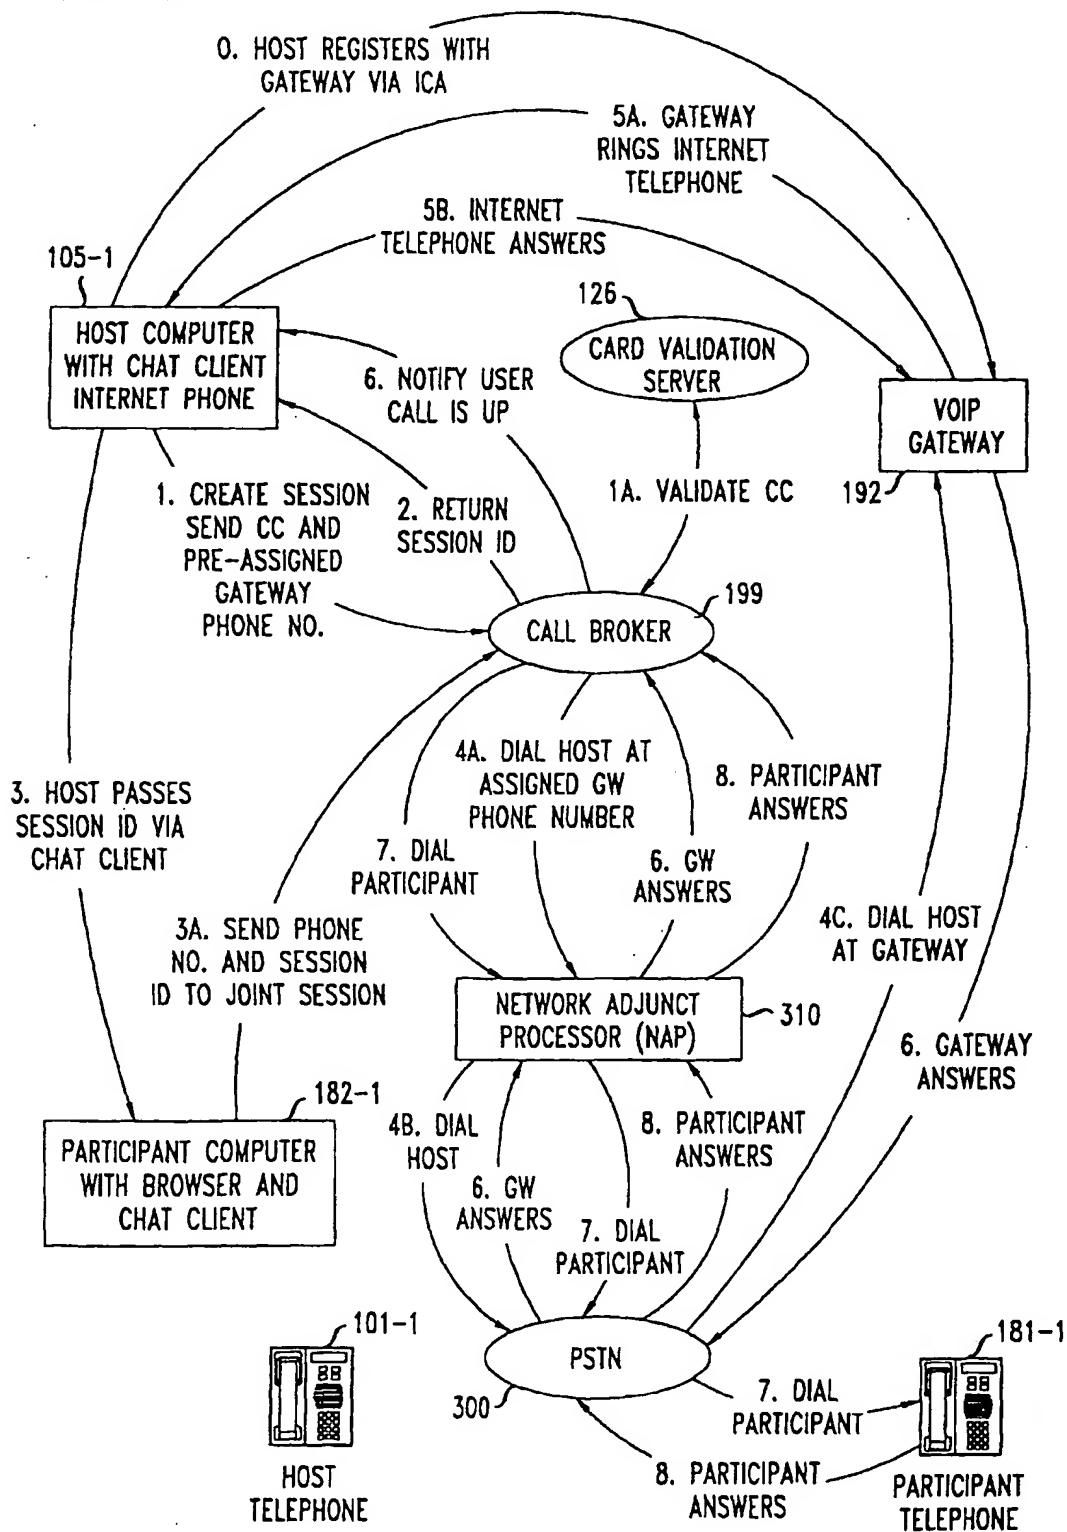 0. HOST REGISTERS WITH
GATEWAY VIA ICA
5A. GATEWAY
RINGS INTERNET
TELEPHONE
5B. INTERNET
TELEPHONE ANSWERS
105-1
HOST COMPUTER
WITH CHAT CLIENT
INTERNET PHONE
126
CARD VALIDATION
SERVER
6. NOTIFY USER
CALL IS UP
VOIP
GATEWAY
192
1. CREATE SESSION
SEND CC AND
PRE-ASSIGNED
GATEWAY
PHONE NO.
2. RETURN
SESSION ID
1A. VALIDATE CC
199
CALL BROKER
3. HOST PASSES
SESSION ID VIA
CHAT CLIENT
4A. DIAL HOST AT
ASSIGNED GW
PHONE NUMBER
8. PARTICIPANT
ANSWERS
7. DIAL
PARTICIPANT
6. GW
ANSWERS
3A. SEND PHONE
NO. AND SESSION
ID TO JOINT SESSION
4C. DIAL HOST
AT GATEWAY
NETWORK ADJUNCT
PROCESSOR (NAP)
310
6. GATEWAY
ANSWERS
182-1
PARTICIPANT COMPUTER
WITH BROWSER AND
CHAT CLIENT
4B. DIAL
HOST
8. PARTICIPANT
ANSWERS
6. GW
ANSWERS
7. DIAL
PARTICIPANT
101-1
HOST
TELEPHONE
PSTN
300
181-1
7. DIAL
PARTICIPANT
8. PARTICIPANT
ANSWERS
PARTICIPANT
TELEPHONE